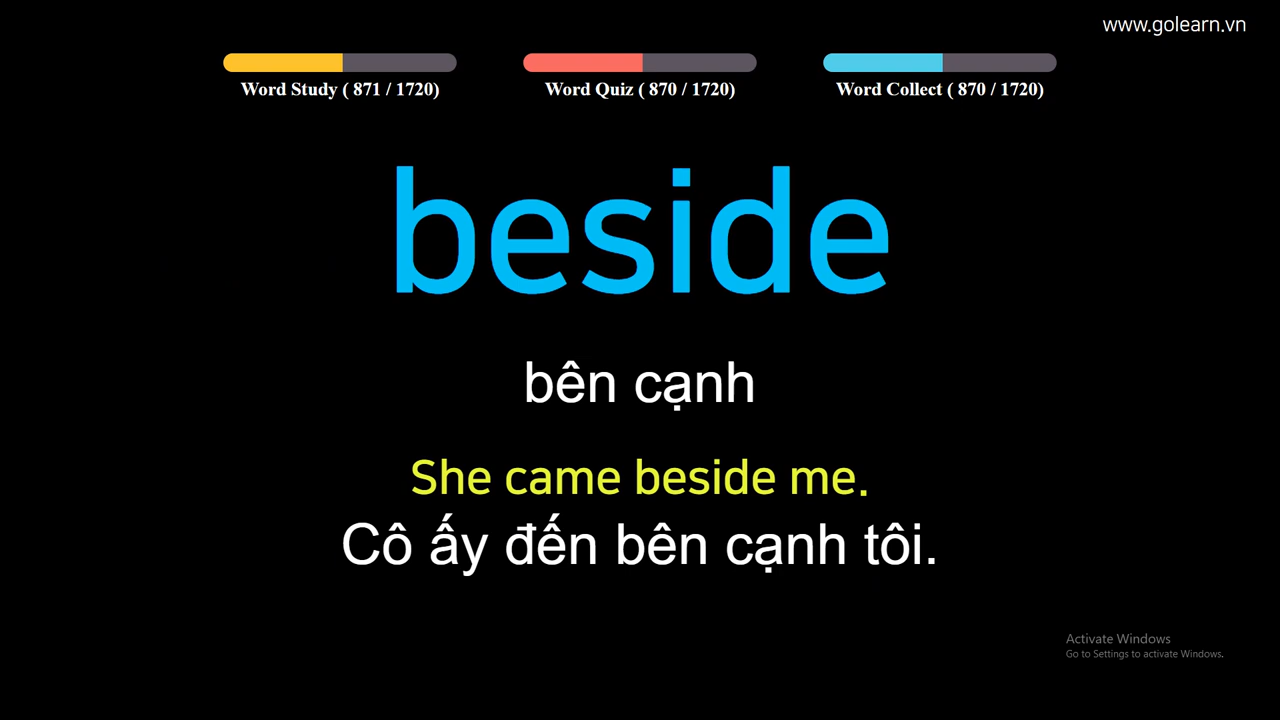 www.golearn.vn
Word Study ( 871 / 1720)
Word Quiz ( 870 / 1720)
Word Collect ( 870 / 1720)
beside
bên cạnh
She came beside me.
Cô ấy đến bên cạnh tôi.
Activate Windows
Go to Settings to activate Windows.